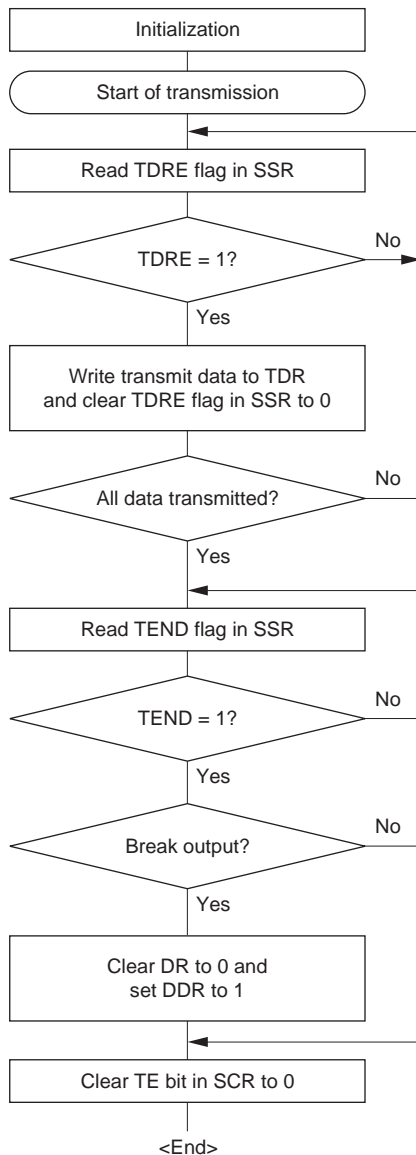 Initialization
Start of transmission
Read TDRE flag in SSR
TDRE = 1?
No
Yes
Write transmit data to TDR
and clear TDRE flag in SSR to 0
All data transmitted?
No
Yes
Read TEND flag in SSR
TEND = 1?
No
Yes
Break output?
No
Yes
Clear DR to 0 and
set DDR to 1
Clear TE bit in SCR to 0
<End>